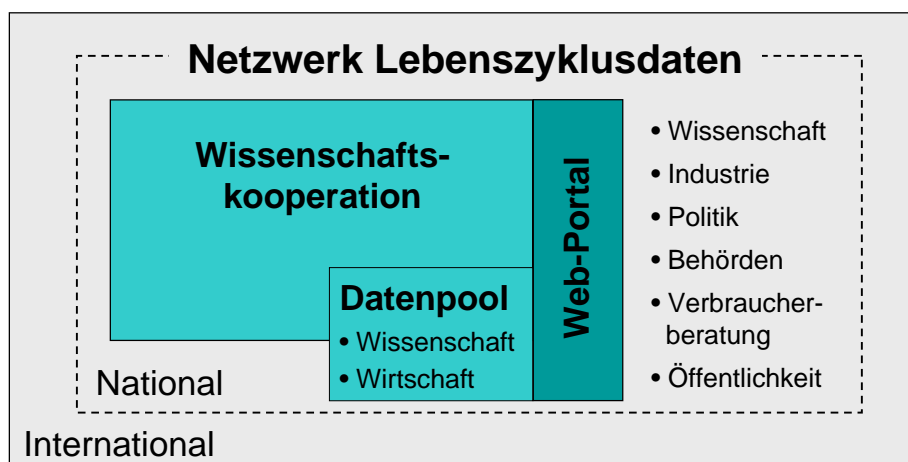 Netzwerk Lebenszyklusdaten
Wissenschafts-
kooperation
Datenpool
• Wissenschaft
• Wirtschaft
Web-Portal
• Wissenschaft
• Industrie
• Politik
• Behörden
• Verbraucher-
beratung
• Öffentlichkeit
National
International